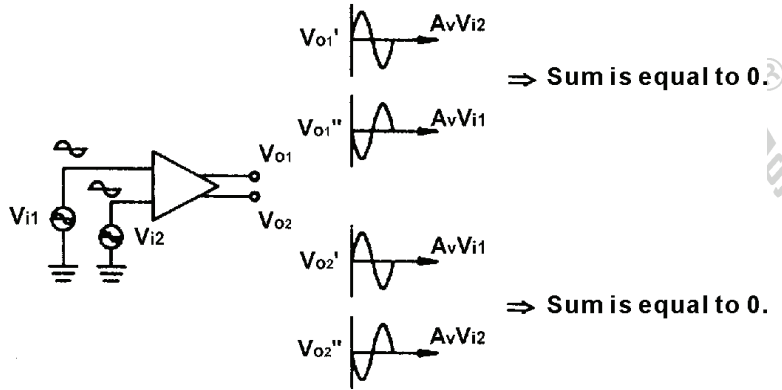 Vo1' AvVi2
⇒ Sum is equal to 0.
Vo1" AvVi1
Vo1
Vi1
Vi2
Vo2
Vo2' AvVi1
⇒ Sum is equal to 0.
Vo2" AvVi2